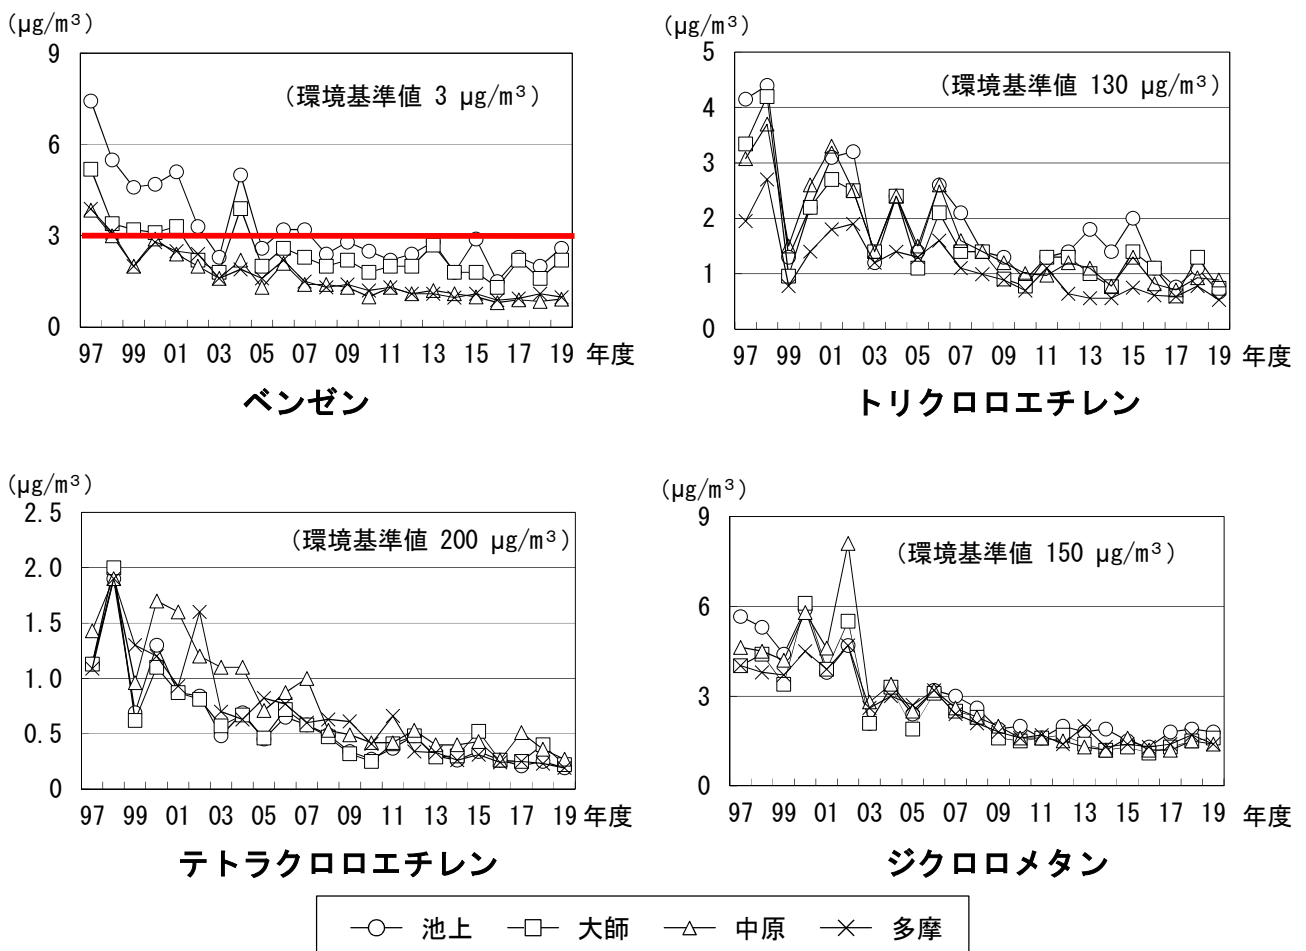 (μg/m³)
9
6
3
0
(環境基準値 3 μg/m³)
97 99 01 03 05 07 09 11 13 15 17 19 年度
ベンゼン
(μg/m³)
5
4
3
2
1
0
(環境基準値 130 μg/m³)
97 99 01 03 05 07 09 11 13 15 17 19 年度
トリクロロエチレン
(μg/m³)
2.5
2.0
1.5
1.0
0.5
0
(環境基準値 200 μg/m³)
97 99 01 03 05 07 09 11 13 15 17 19 年度
テトラクロロエチレン
(μg/m³)
9
6
3
0
(環境基準値 150 μg/m³)
97 99 01 03 05 07 09 11 13 15 17 19 年度
ジクロロメタン
池上 大師 中原 多摩